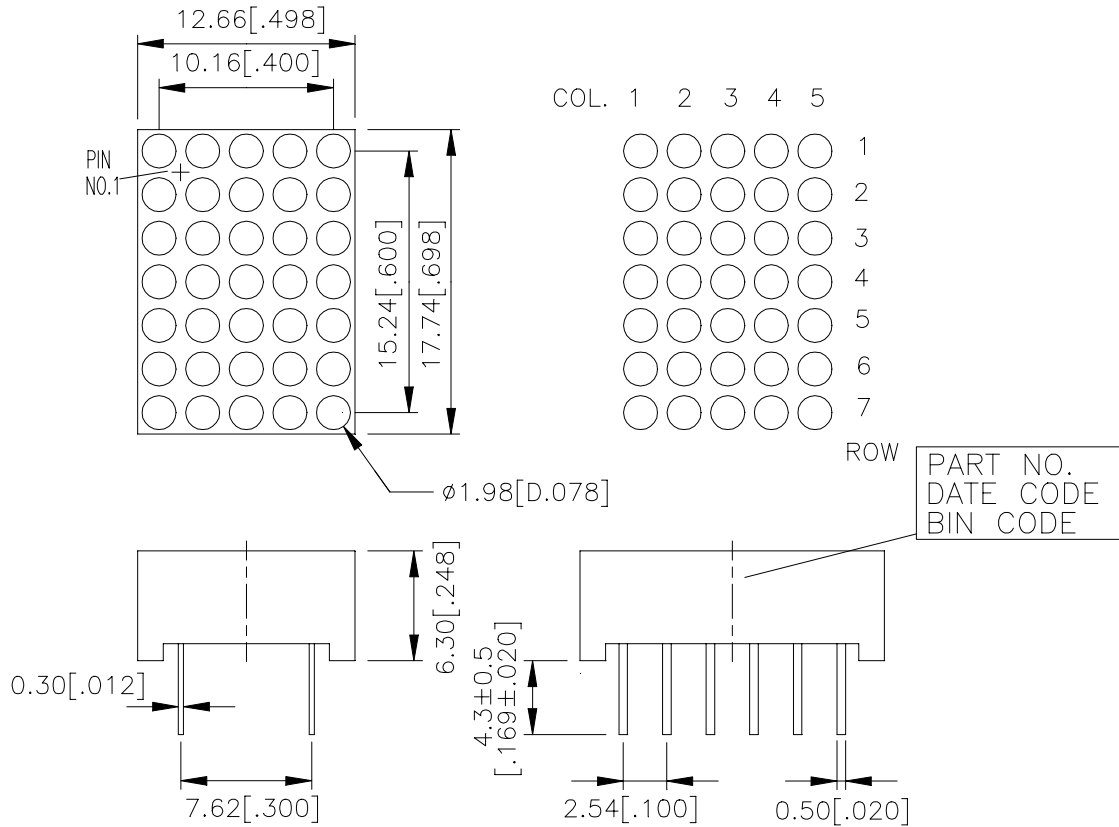 12.66[.498]
10.16[.400]
COL. 1 2 3 4 5
PIN
NO.1
15.24[.600]
17.74[.698]
1
2
3
4
5
6
7
ROW
ø1.98[D.078]
PART NO.
DATE CODE
BIN CODE
6.30[.248]
0.30[.012]
7.62[.300]
4.3±0.5
[.169±.020]
2.54[.100]
0.50[.020]